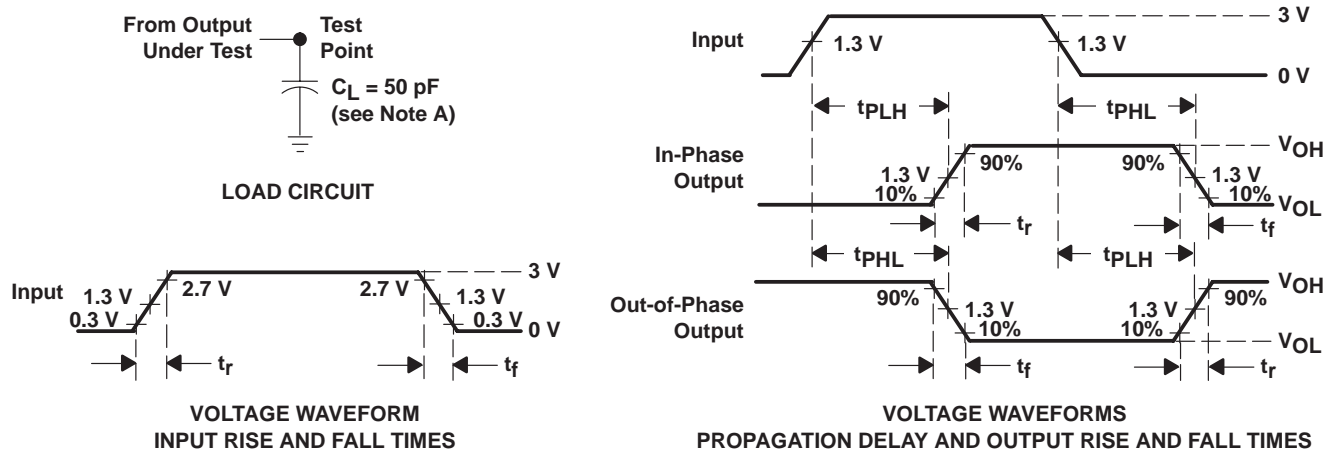 From Output
Under Test
Test
Point
CL = 50 pF
(see Note A)
LOAD CIRCUIT
Input
1.3 V
0.3 V
2.7 V
2.7 V
1.3 V
0.3 V
3 V
0 V
tr
tf
VOLTAGE WAVEFORM
INPUT RISE AND FALL TIMES
Input
1.3 V
1.3 V
3 V
0 V
tPLH
tPHL
In-Phase
Output
1.3 V
10%
90%
90%
1.3 V
10%
VOH
VOL
tr
tf
tPHL
tPLH
Out-of-Phase
Output
90%
1.3 V
10%
1.3 V
10%
90%
VOH
VOL
tf
tr
VOLTAGE WAVEFORMS
PROPAGATION DELAY AND OUTPUT RISE AND FALL TIMES